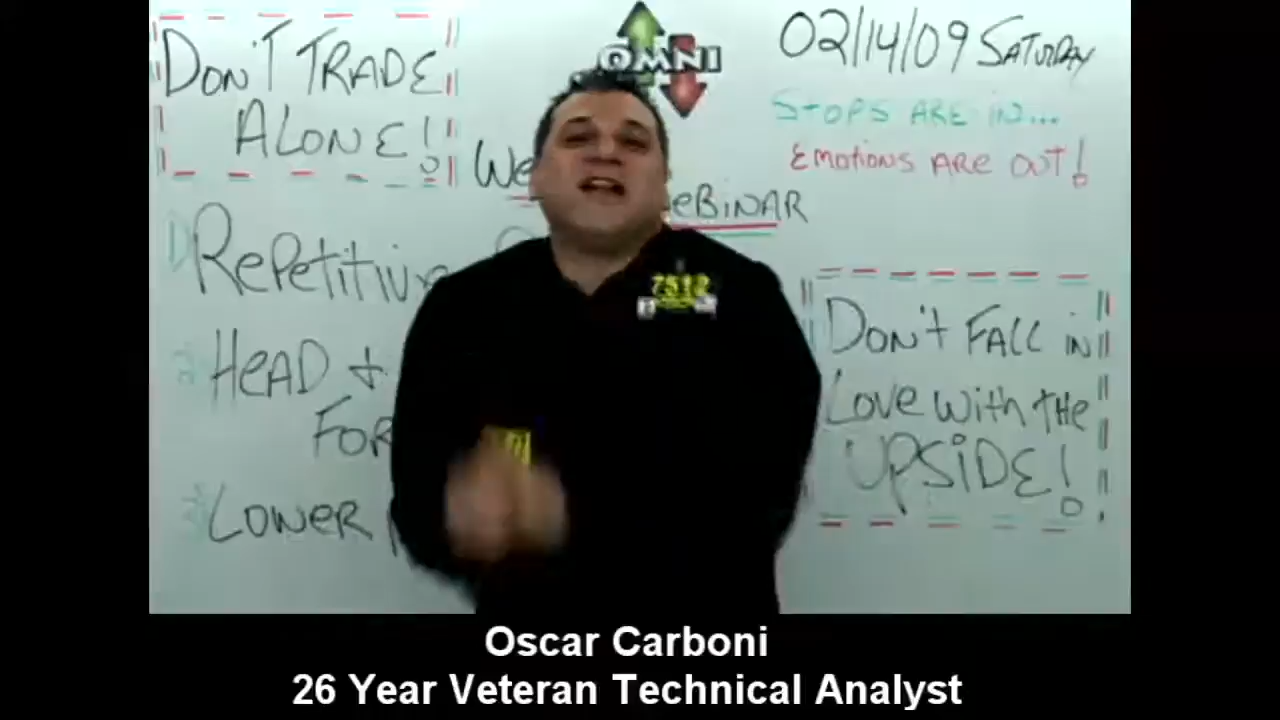 DON'T TRADE
ALONE!
OMNI
02/14/09 SATURDAY
STOPS ARE IN...
EMOTIONS ARE OUT!
We
eBINAR
1) Repetitive
HEAD &
FOR
LOWER
DON'T FALL IN
LOVE WITH THE
UPSIDE!
Oscar Carboni
26 Year Veteran Technical Analyst